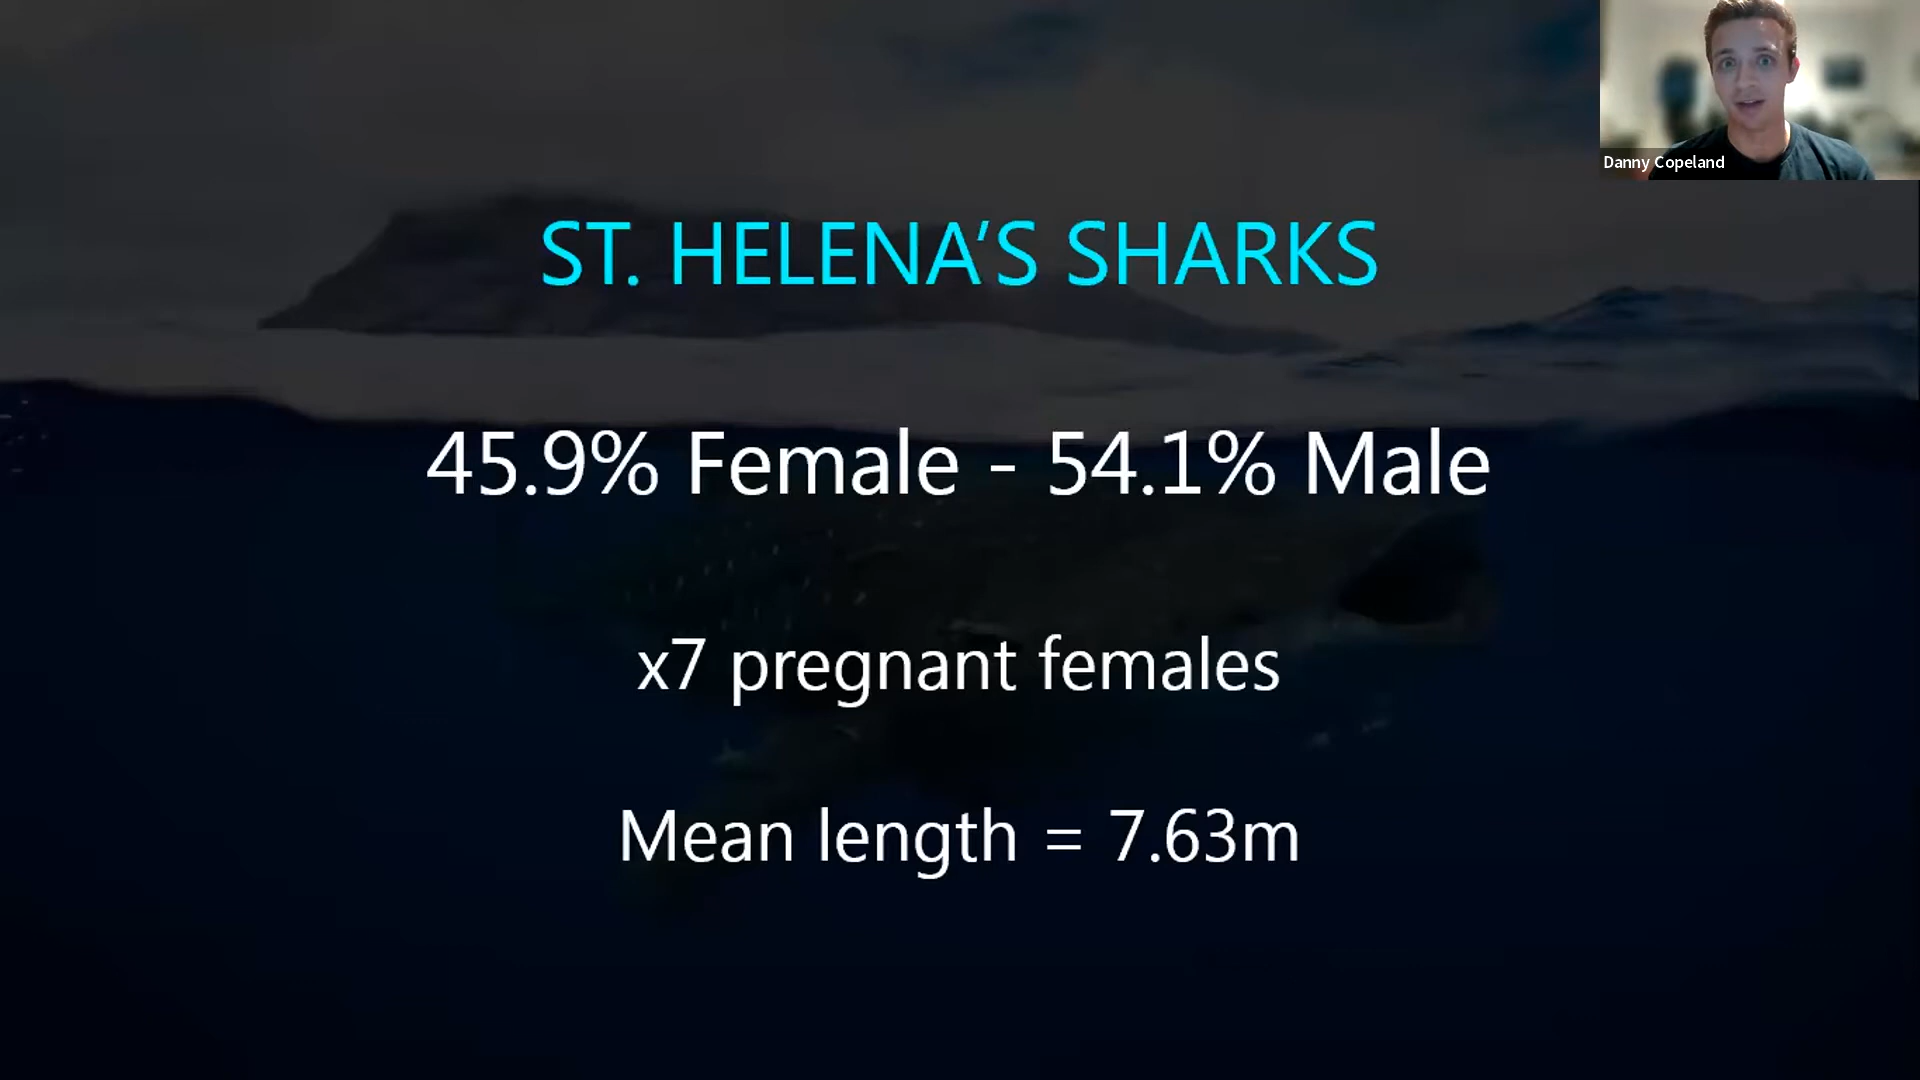 Danny Copeland
ST. HELENA’S SHARKS
45.9% Female - 54.1% Male
x7 pregnant females
Mean length = 7.63m